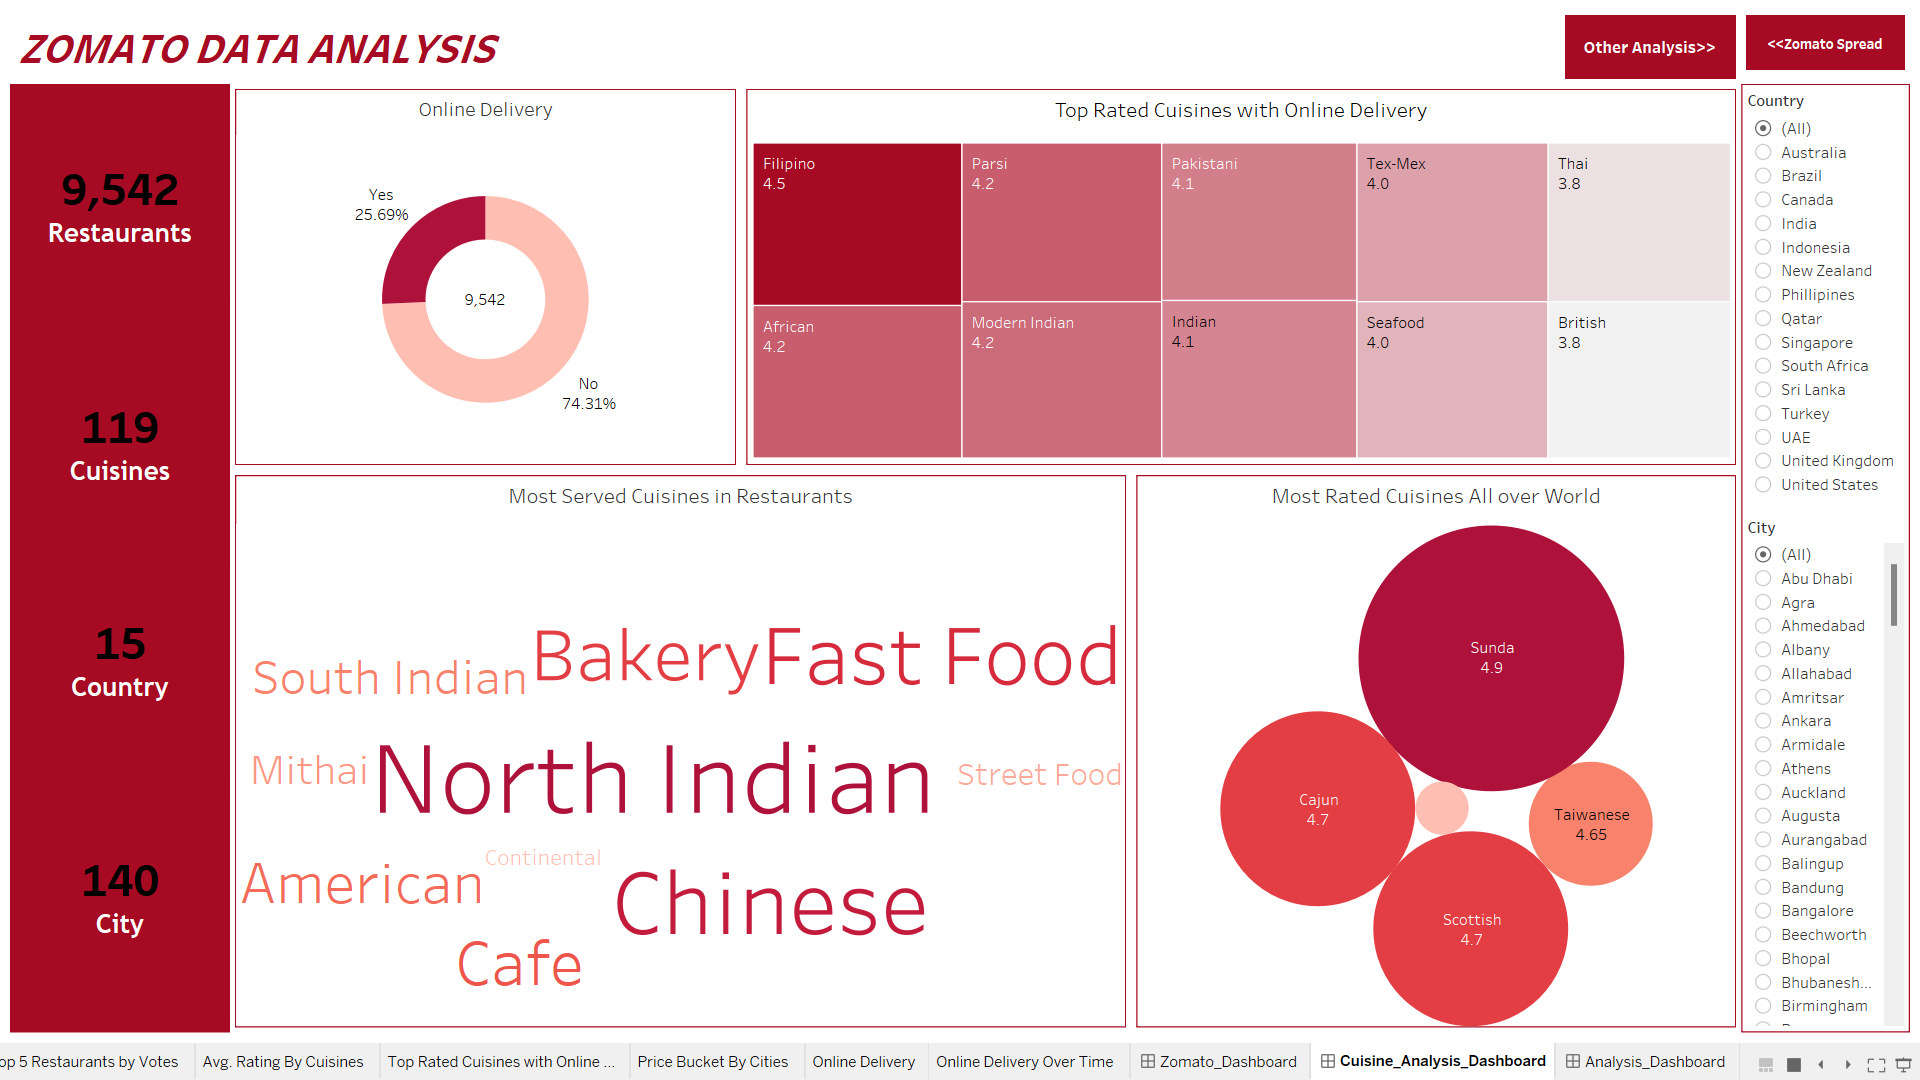 ZOMATO DATA ANALYSIS
Other Analysis>>
<<Zomato Spread
9,542
Restaurants
119
Cuisines
15
Country
140
City
Online Delivery
Yes
25.69%
9,542
No
74.31%
Top Rated Cuisines with Online Delivery
Filipino
4.5
Parsi
4.2
Pakistani
4.1
Tex-Mex
4.0
Thai
3.8
African
4.2
Modern Indian
4.2
Indian
4.1
Seafood
4.0
British
3.8
Most Served Cuisines in Restaurants
South Indian
Bakery
Fast Food
Mithai
North Indian
Street Food
American
Continental
Chinese
Cafe
Most Rated Cuisines All over World
Sunda
4.9
Cajun
4.7
Taiwanese
4.65
Scottish
4.7
Country
(All)
Australia
Brazil
Canada
India
Indonesia
New Zealand
Phillipines
Qatar
Singapore
South Africa
Sri Lanka
Turkey
UAE
United Kingdom
United States
City
(All)
Abu Dhabi
Agra
Ahmedabad
Albany
Allahabad
Amritsar
Ankara
Armidale
Athens
Auckland
Augusta
Aurangabad
Balingup
Bandung
Bangalore
Beechworth
Bhopal
Bhubanesh...
Birmingham
op 5 Restaurants by Votes
Avg. Rating By Cuisines
Top Rated Cuisines with Online ...
Price Bucket By Cities
Online Delivery
Online Delivery Over Time
Zomato_Dashboard
Cuisine_Analysis_Dashboard
Analysis_Dashboard